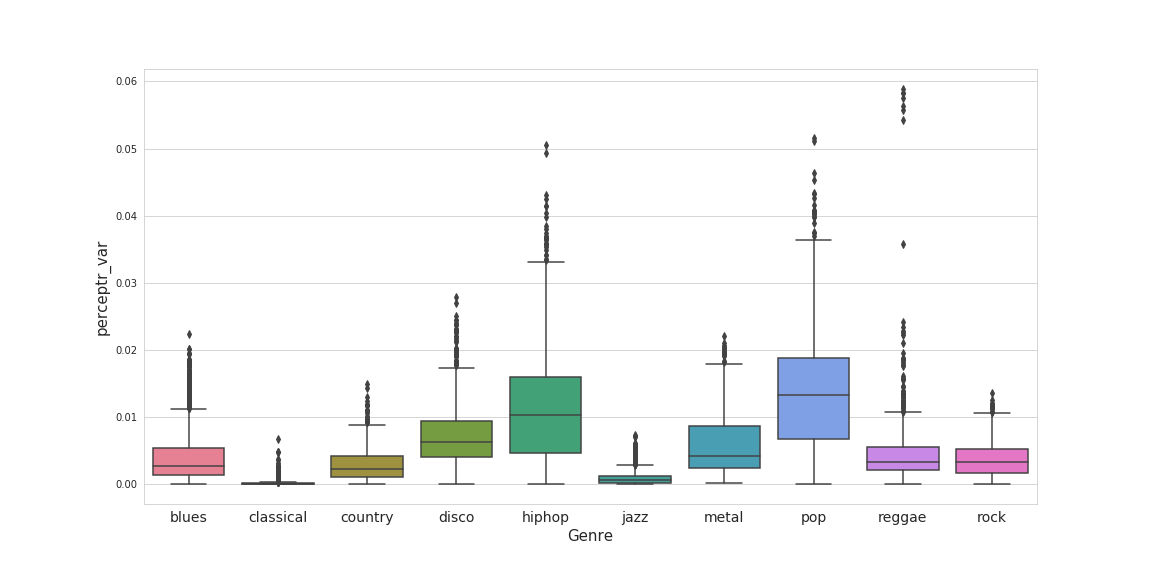 0.06
0.05
0.04
0.03
0.02
0.01
0.00
perceptr_var
blues classical country disco hiphop jazz metal pop reggae rock
Genre